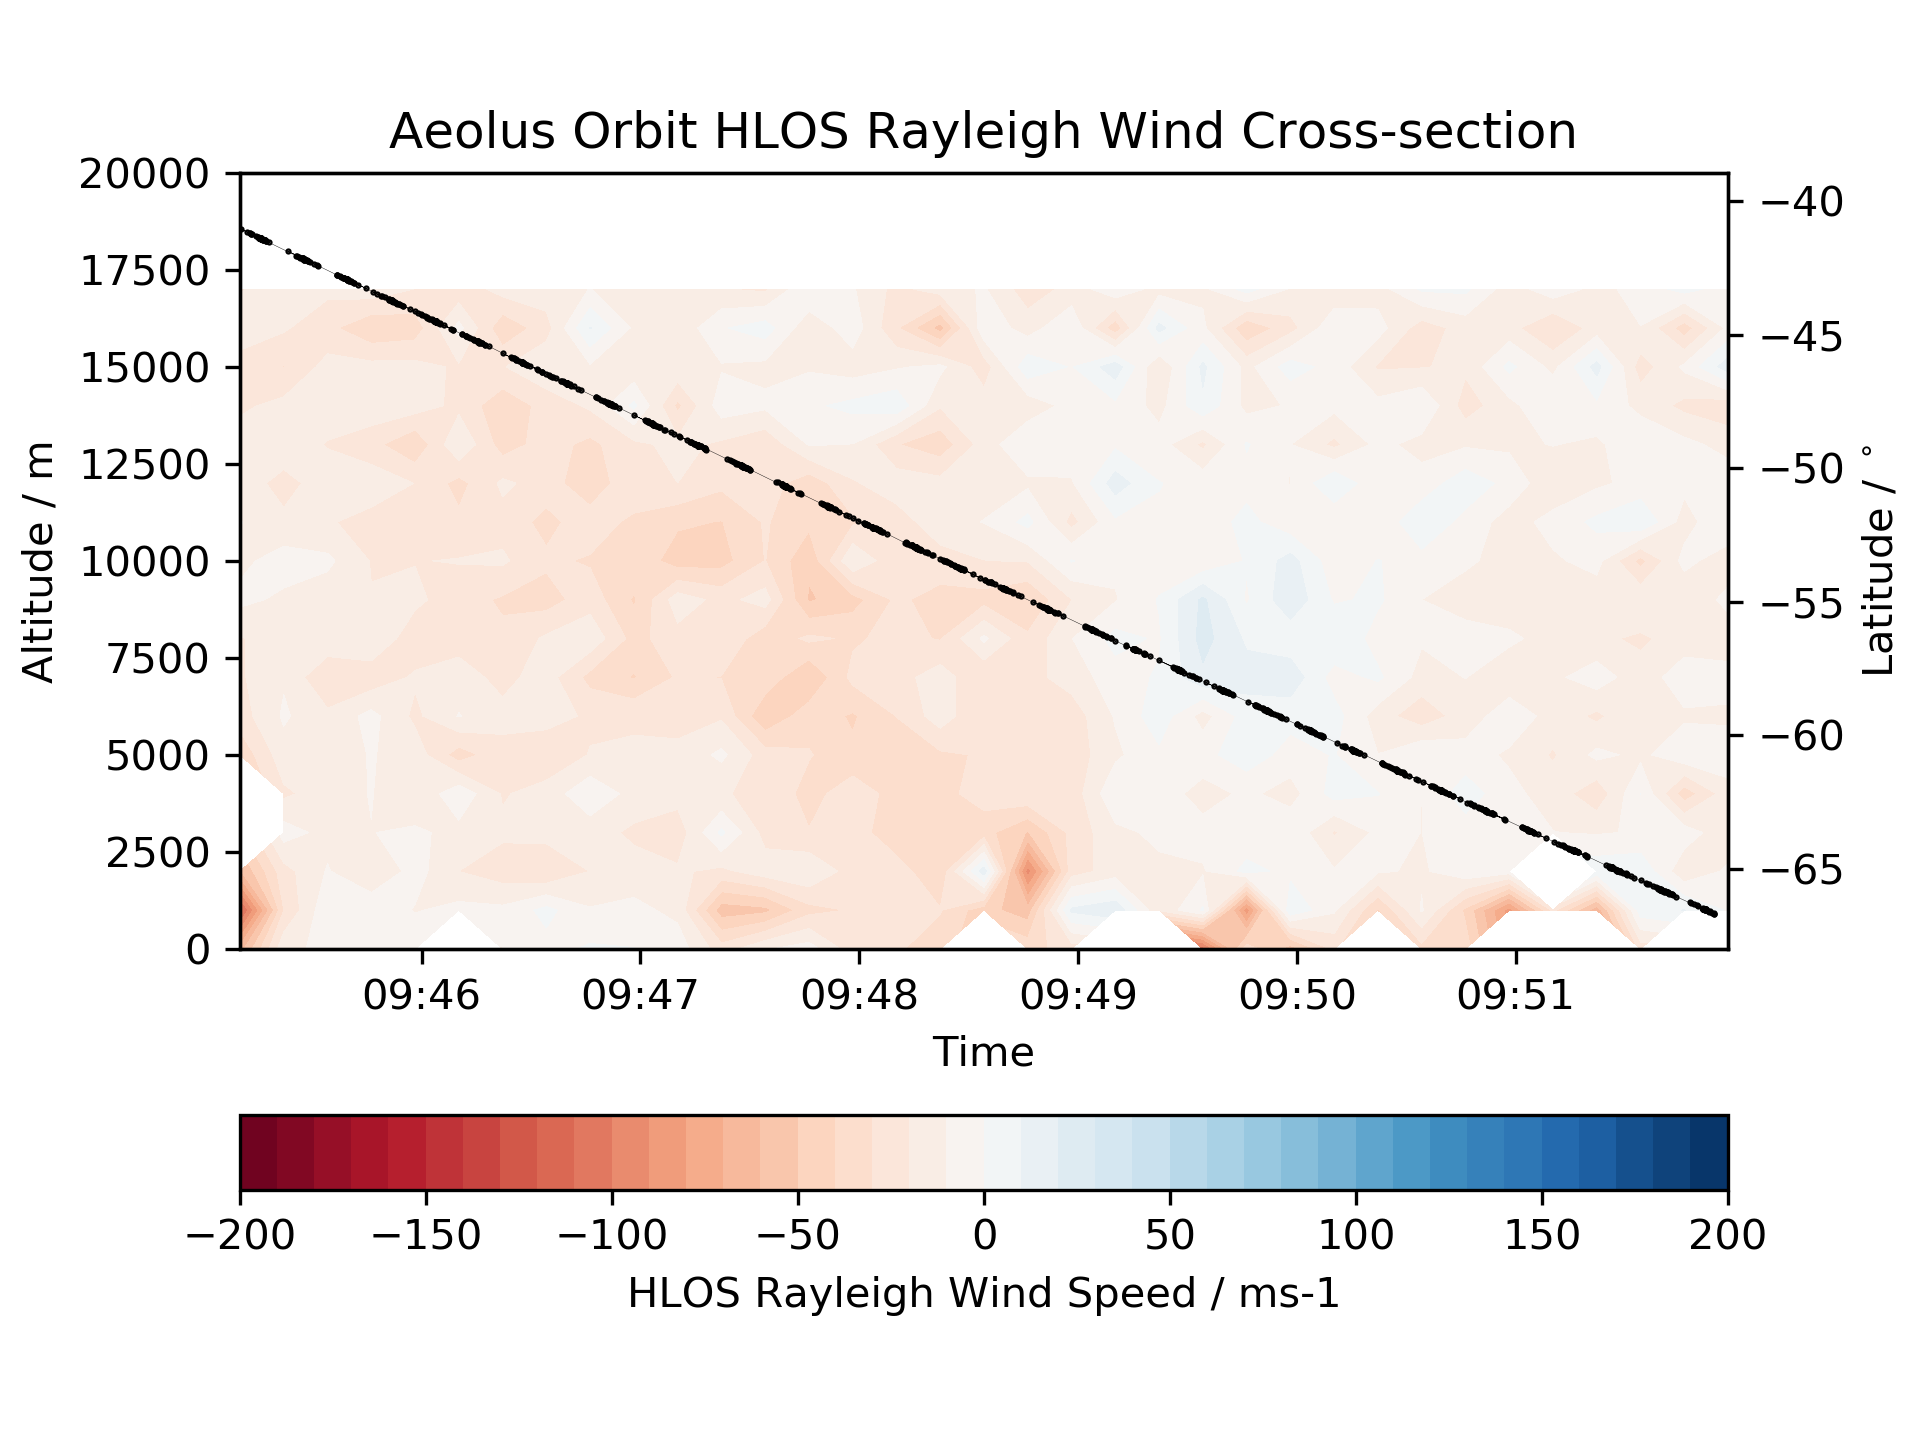 Aeolus Orbit HLOS Rayleigh Wind Cross-section
20000
17500
15000
12500
10000
7500
5000
2500
0
Altitude / m
−40
−45
−50
−55
−60
−65
Latitude / °
09:46 09:47 09:48 09:49 09:50 09:51
Time
−200 −150 −100 −50 0 50 100 150 200
HLOS Rayleigh Wind Speed / ms-1